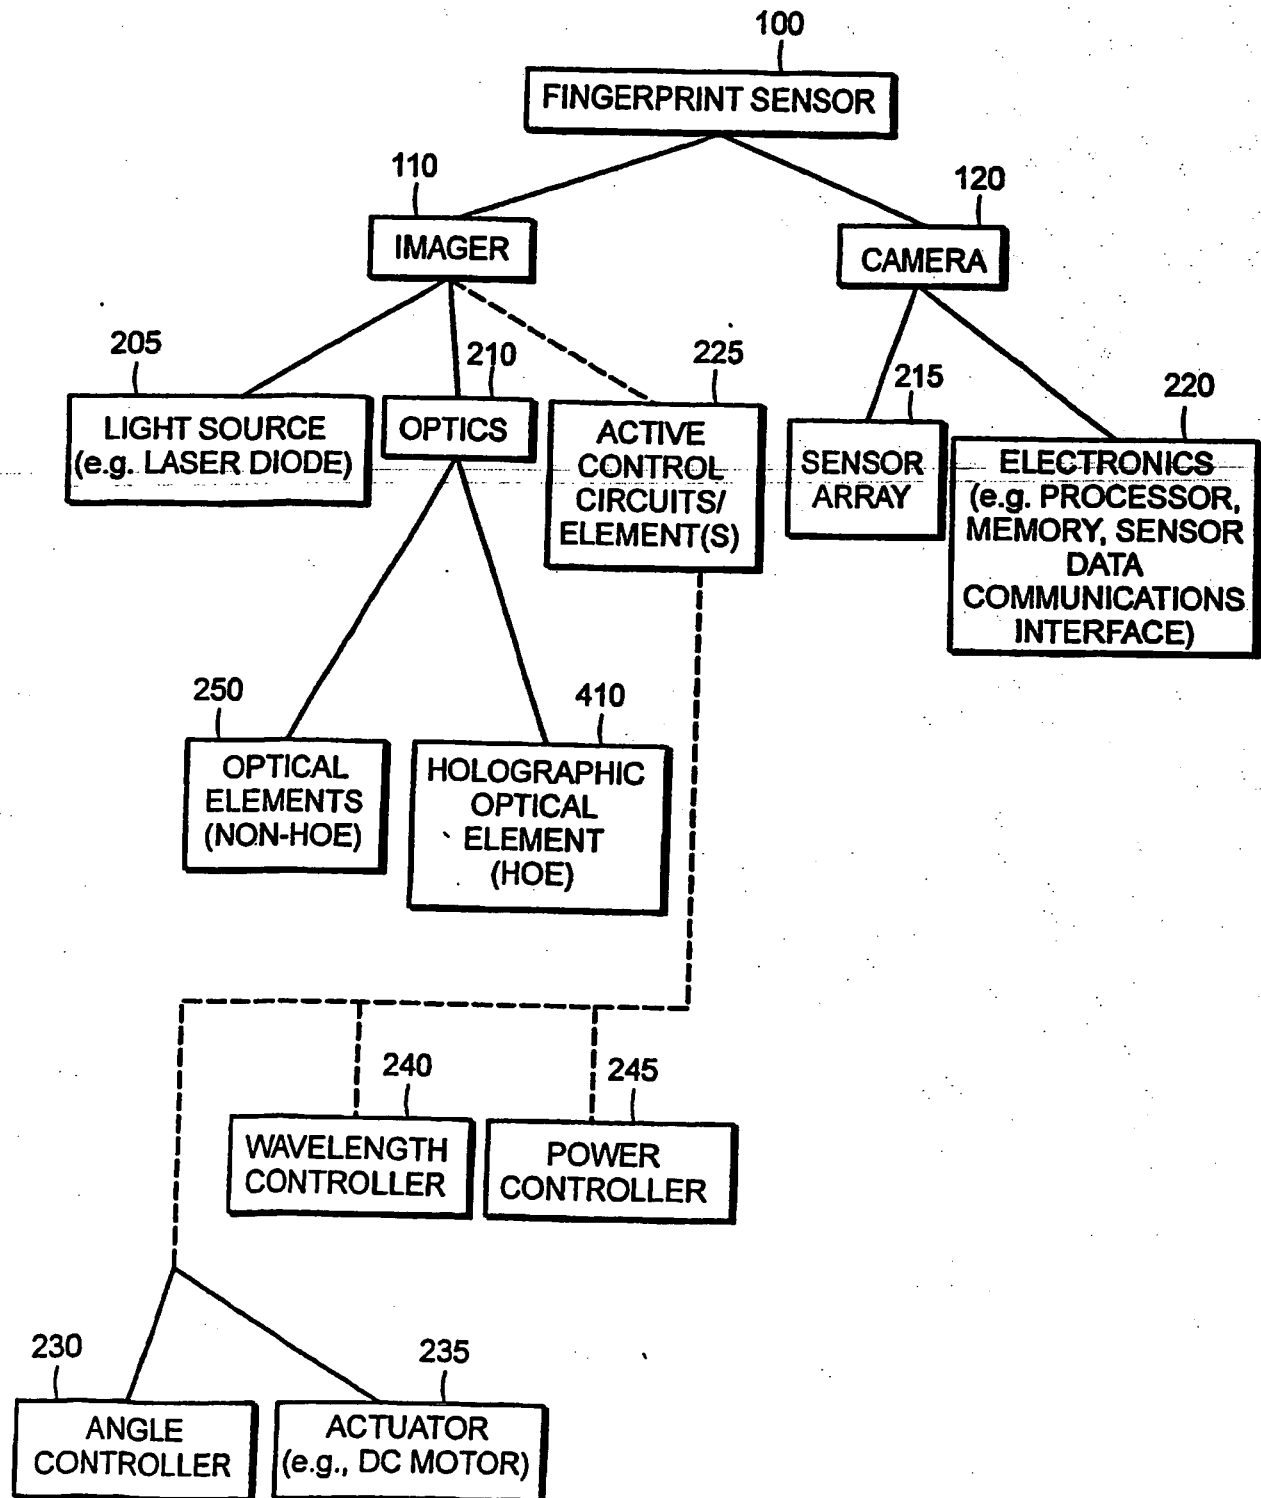 100
FINGERPRINT SENSOR
110
IMAGER
120
CAMERA
205
LIGHT SOURCE
(e.g. LASER DIODE)
210
OPTICS
225
ACTIVE
CONTROL
CIRCUITS/
ELEMENT(S)
215
SENSOR
ARRAY
220
ELECTRONICS
(e.g. PROCESSOR,
MEMORY, SENSOR
DATA
COMMUNICATIONS
INTERFACE)
250
OPTICAL
ELEMENTS
(NON-HOE)
410
HOLOGRAPHIC
OPTICAL
ELEMENT
(HOE)
240
WAVELENGTH
CONTROLLER
245
POWER
CONTROLLER
230
ANGLE
CONTROLLER
235
ACTUATOR
(e.g., DC MOTOR)